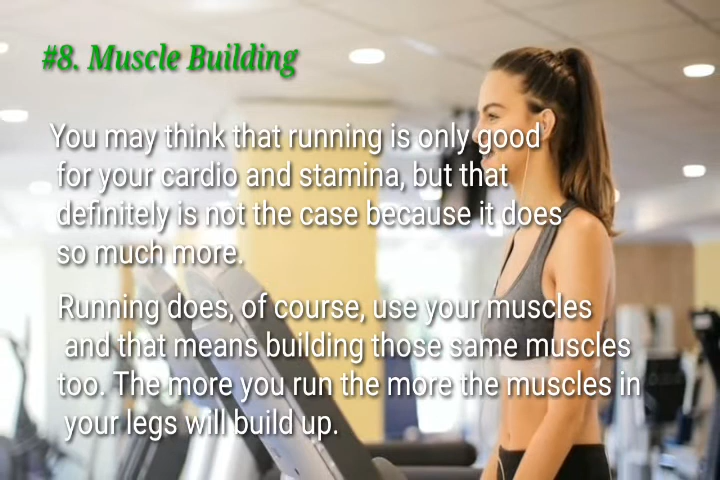 #8. Muscle Building
You may think that running is only good
for your cardio and stamina, but that
definitely is not the case because it does
so much more.
Running does, of course, use your muscles
and that means building those same muscles
too. The more you run the more the muscles in
your legs will build up.